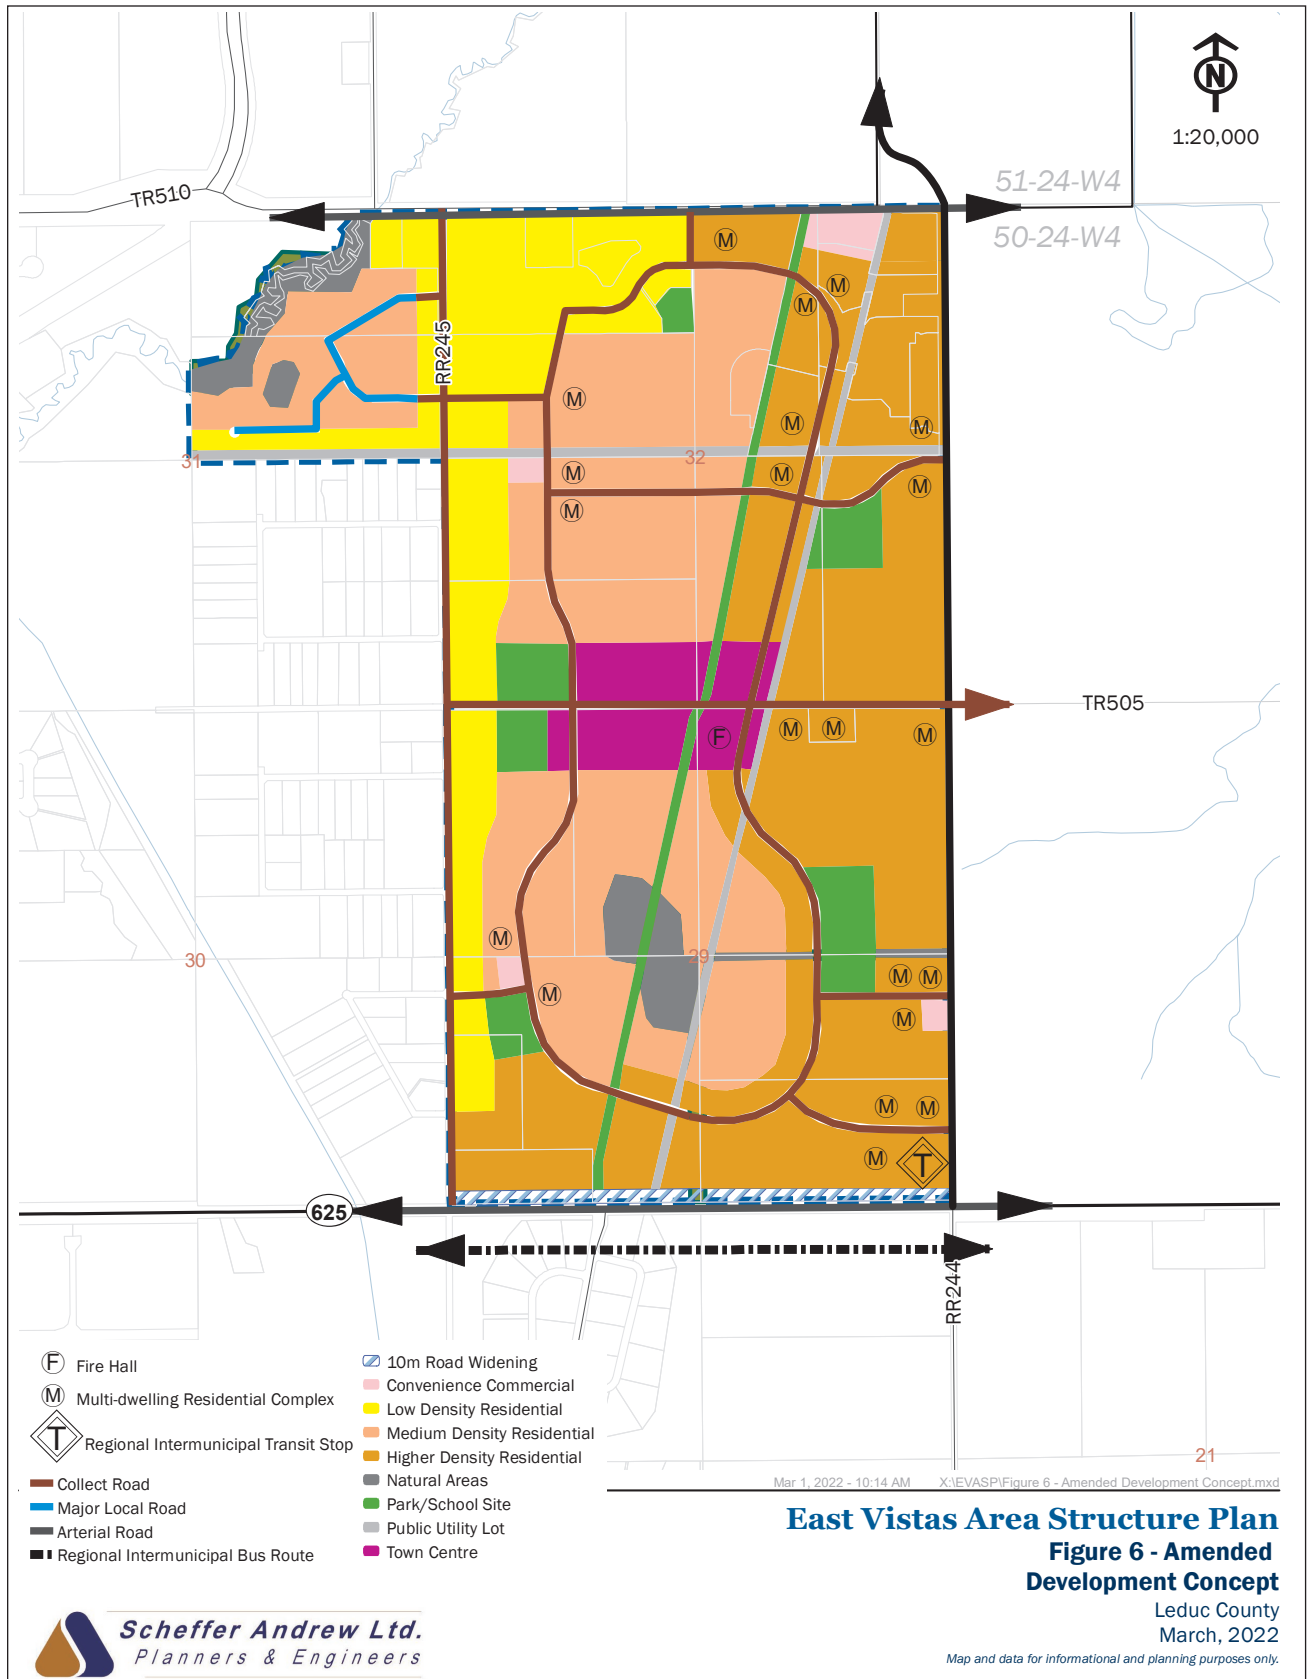 N
1:20,000
TR510
51-24-W4
50-24-W4
M
M
M
RR245
M
M
M
31
32
M
M
M
M
TR505
F
M
M
M
M
30
29
M
M
M
M
M
M
M
T
625
RR244
F Fire Hall
M Multi-dwelling Residential Complex
T Regional Intermunicipal Transit Stop
Collect Road
Major Local Road
Arterial Road
Regional Intermunicipal Bus Route
10m Road Widening
Convenience Commercial
Low Density Residential
Medium Density Residential
Higher Density Residential
Natural Areas
Park/School Site
Public Utility Lot
Town Centre
21
Mar 1, 2022 - 10:14 AM X:\EVASP\Figure 6 - Amended Development Concept.mxd
East Vistas Area Structure Plan
Figure 6 - Amended
Development Concept
Leduc County
March, 2022
Map and data for informational and planning purposes only.
Scheffer Andrew Ltd.
Planners & Engineers